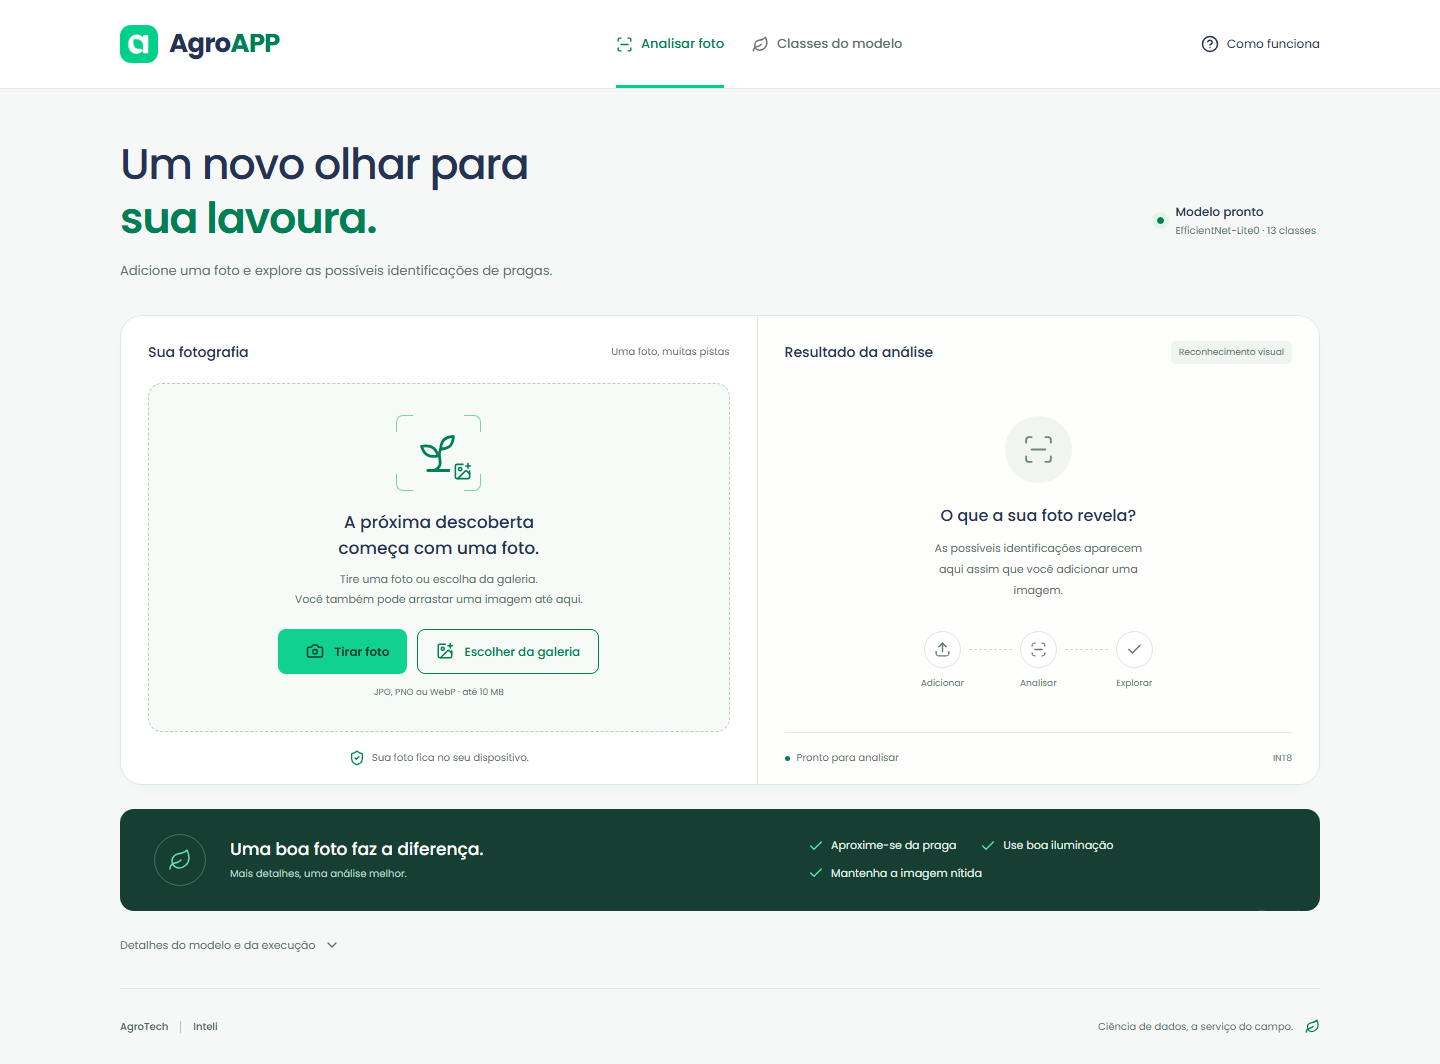 AgroAPP
Analisar foto
Classes do modelo
Como funciona
Um novo olhar para
sua lavoura.
Adicione uma foto e explore as possíveis identificações de pragas.
Modelo pronto
EfficientNet-Lite0 · 13 classes
Sua fotografia
Uma foto, muitas pistas
A próxima descoberta
começa com uma foto.
Tire uma foto ou escolha da galeria.
Você também pode arrastar uma imagem até aqui.
Tirar foto
Escolher da galeria
JPG, PNG ou WebP · até 10 MB
Sua foto fica no seu dispositivo.
Resultado da análise
Reconhecimento visual
O que a sua foto revela?
As possíveis identificações aparecem
aqui assim que você adicionar uma
imagem.
Adicionar
Analisar
Explorar
Pronto para analisar
INT8
Uma boa foto faz a diferença.
Mais detalhes, uma análise melhor.
Aproxime-se da praga
Use boa iluminação
Mantenha a imagem nítida
Detalhes do modelo e da execução
AgroTech
Inteli
Ciência de dados, a serviço do campo.